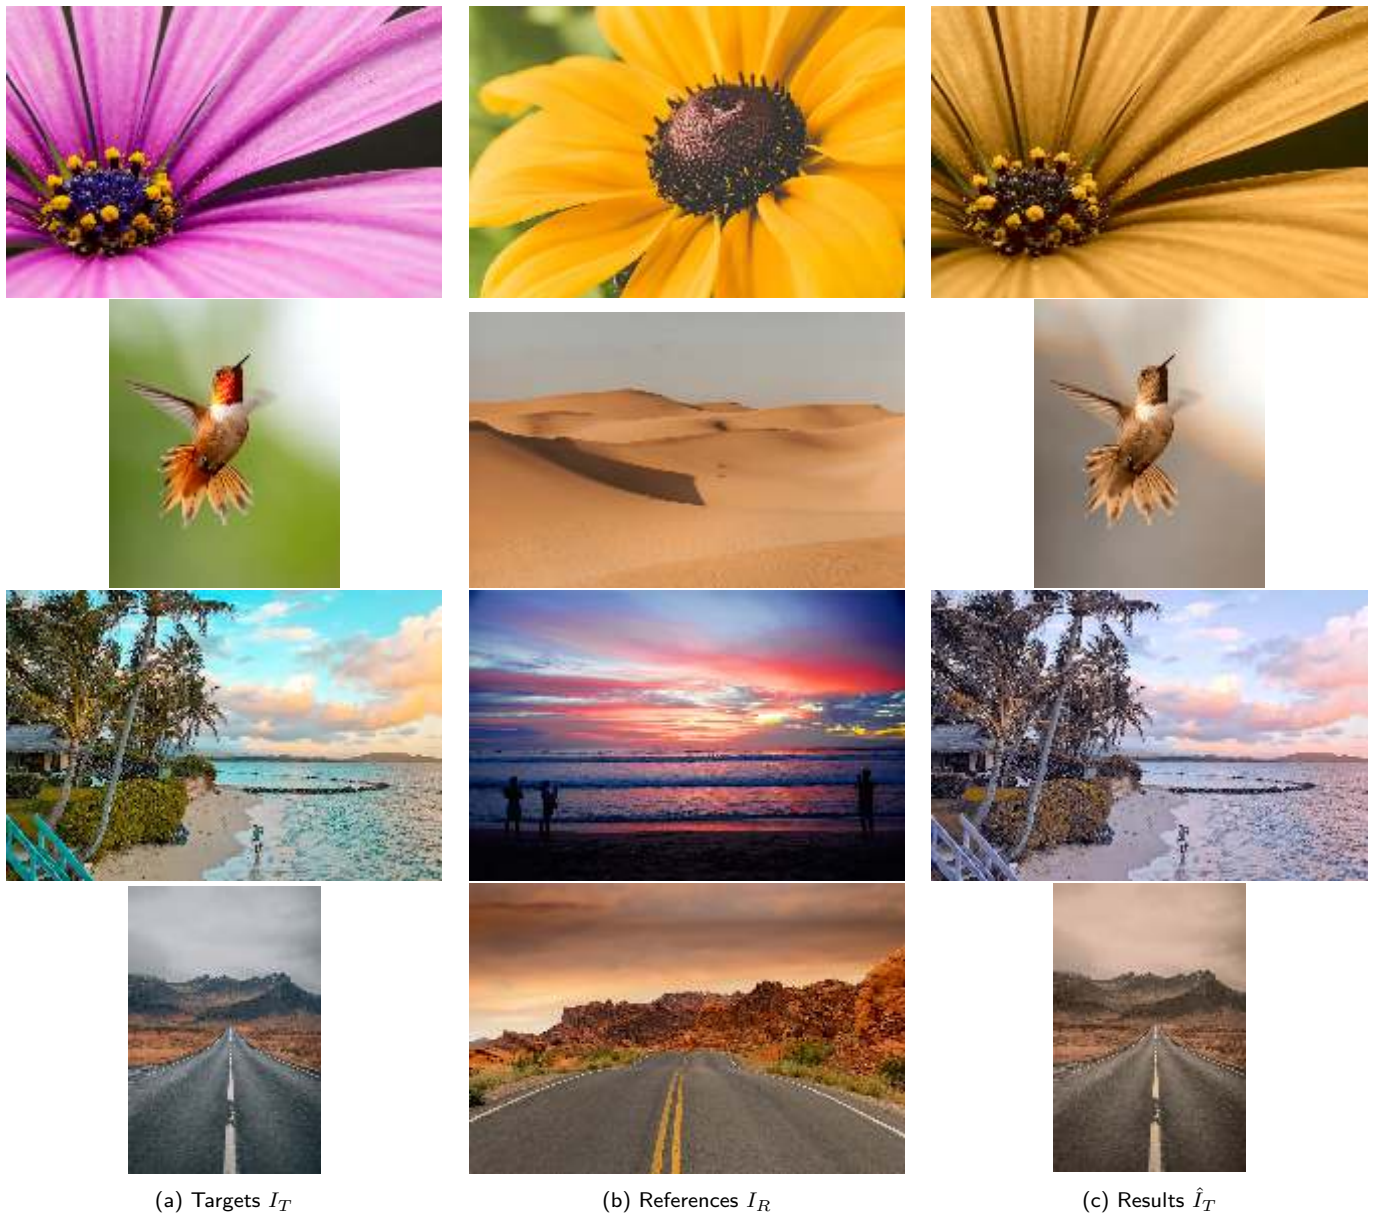 (a) Targets I_T
(b) References I_R
(c) Results Î_T